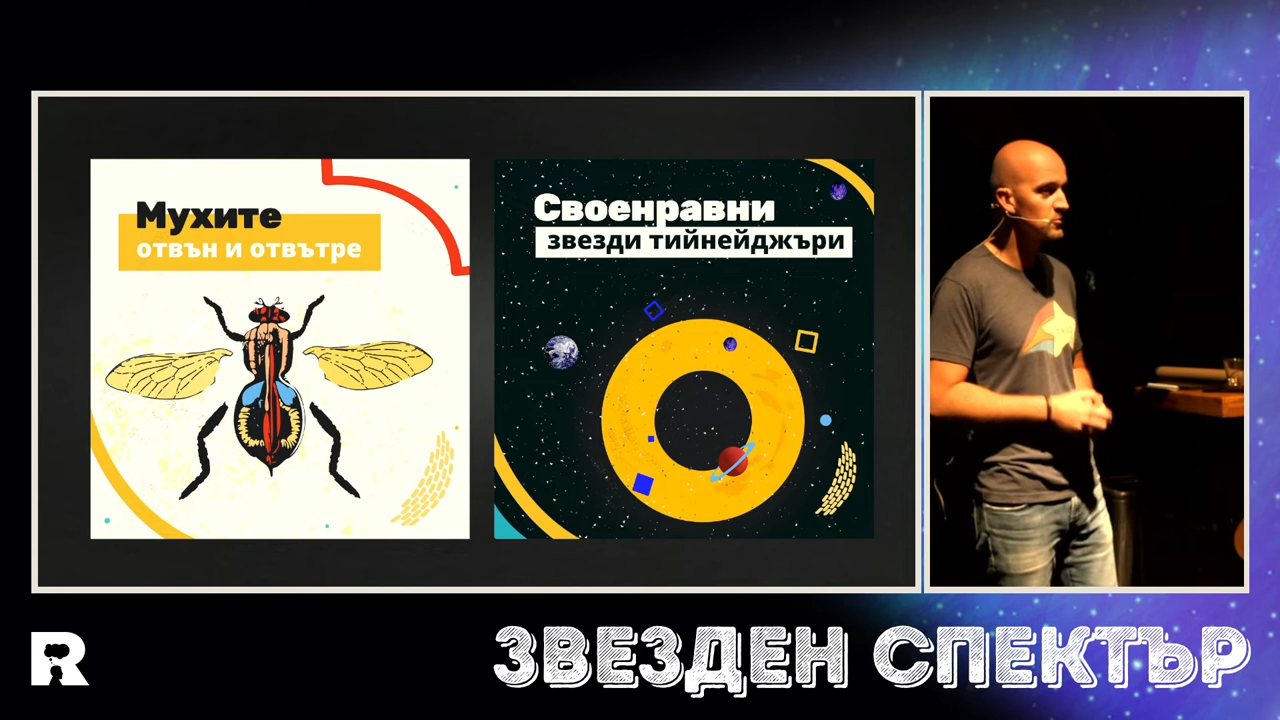 Мухите
отвън и отвътре
Своенравни
звезди тийнейджъри
R
ЗВЕЗДЕН СПЕКТЪР